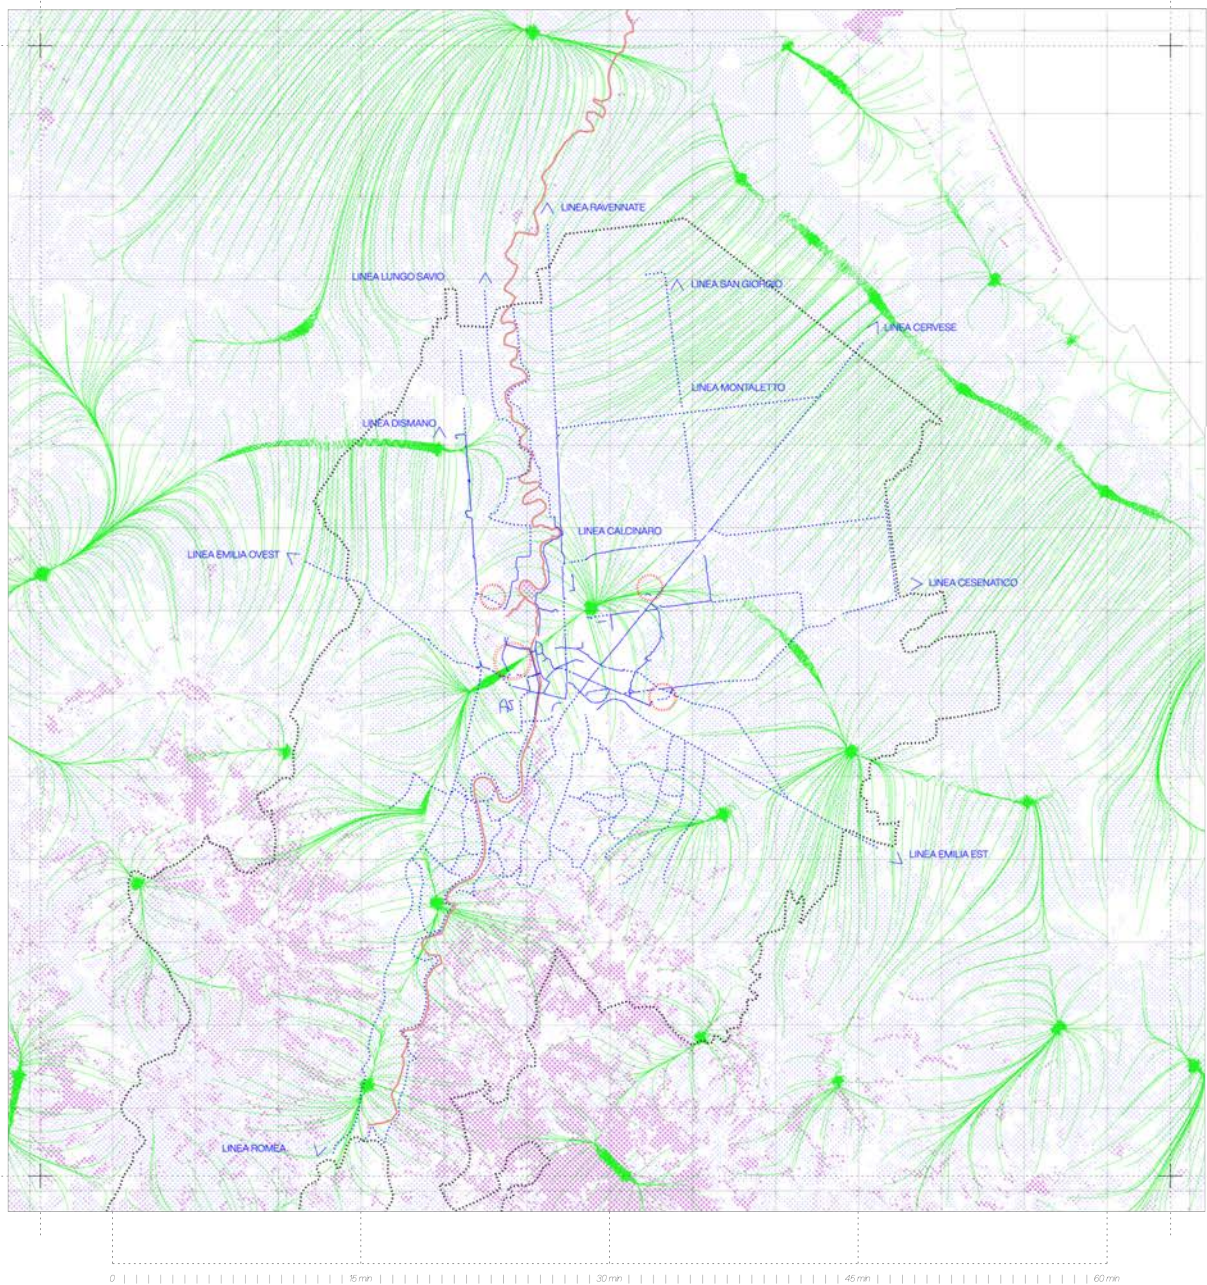 LINEA RAVENNATE
LINEA LUNGO SAVIO
LINEA SAN GIORGIO
LINEA CERVESE
LINEA MONTALETTO
LINEA DISMANO
LINEA CALCINARO
LINEA EMILIA OVEST
LINEA CESENATICO
LINEA EMILIA EST
LINEA ROMEA
0 15 min 30 min 45 min 60 min